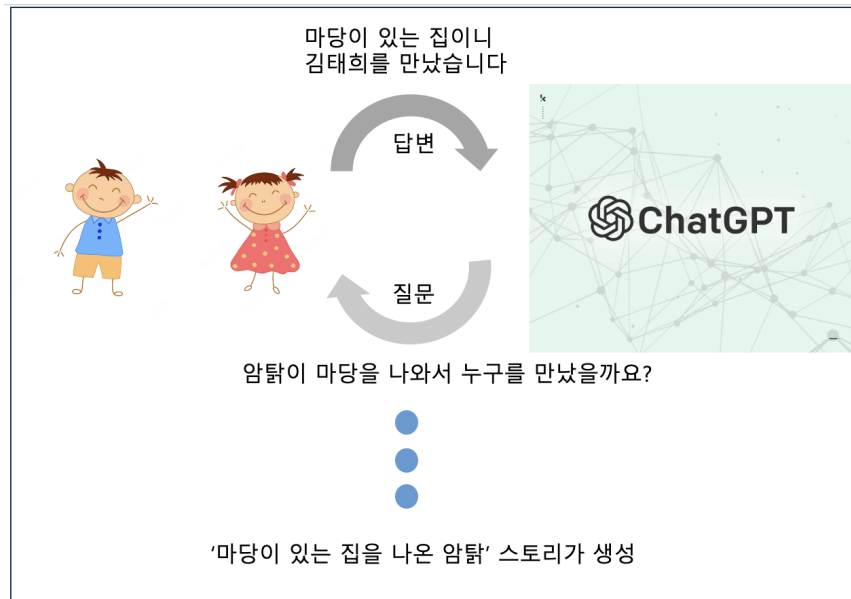 마당이 있는 집이니
김태희를 만났습니다
답변
ChatGPT
질문
암탉이 마당을 나와서 누구를 만났을까요?
‘마당이 있는 집을 나온 암탉’ 스토리가 생성